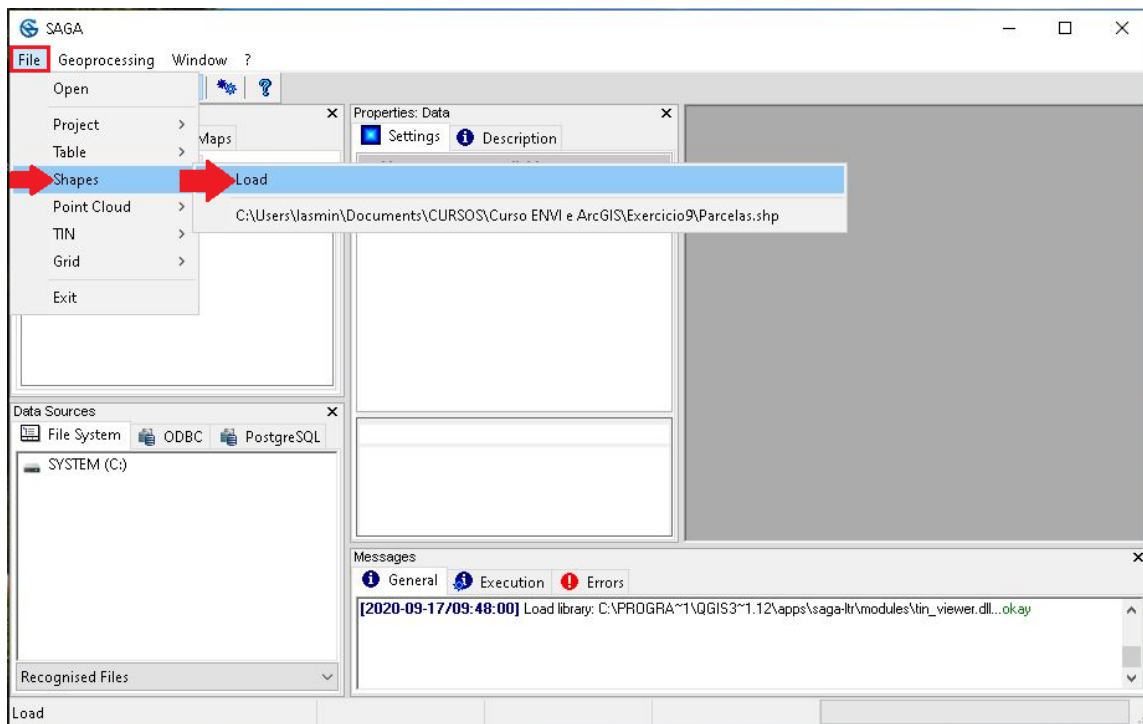 SAGA
File Geoprocessing Window ?
Open
Project
Table
Shapes
Point Cloud
TIN
Grid
Exit
Maps
Load
C:\Users\Iasmin\Documents\CURSOS\Curso ENVI e ArcGIS\Exercicio9\Parcelas.shp
Properties: Data
Settings Description
Data Sources
File System ODBC PostgreSQL
SYSTEM (C:)
Recognised Files
Messages
General Execution Errors
[2020-09-17/09:48:00] Load library: C:\PROGRA~1\QGIS3~1.12\apps\saga-ltr\modules\tin_viewer.dll...okay
Load